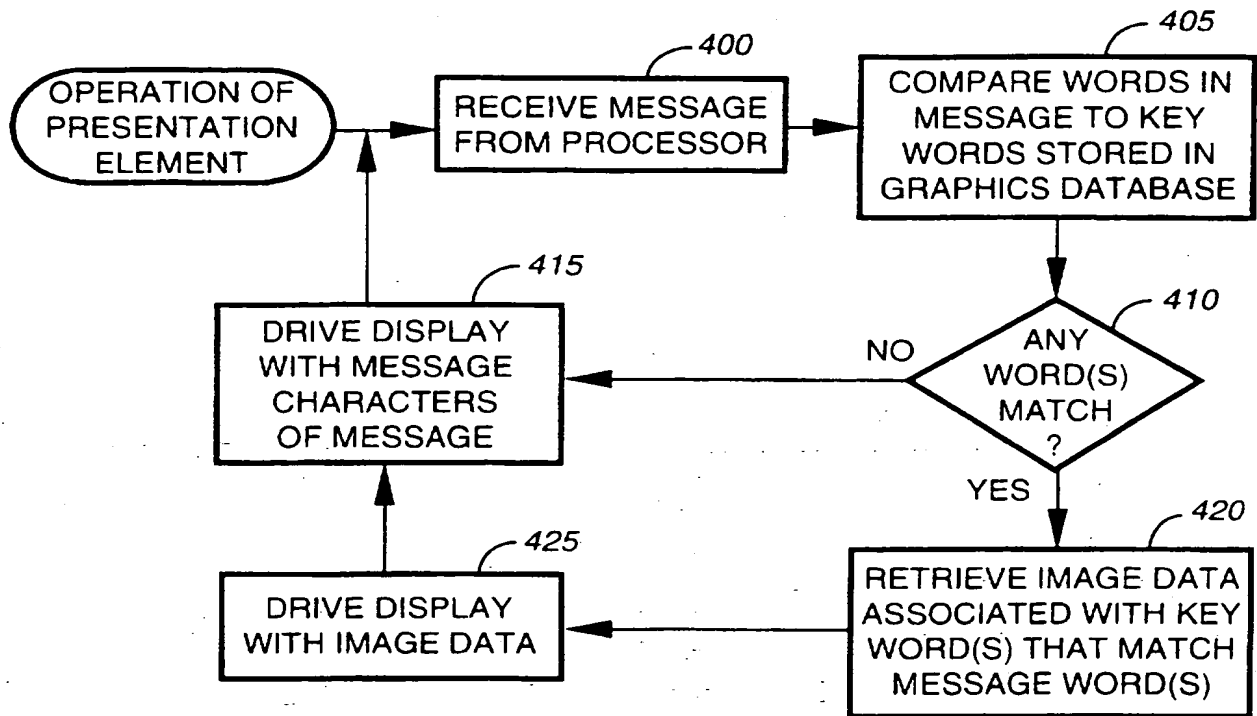 OPERATION OF
PRESENTATION
ELEMENT
400
RECEIVE MESSAGE
FROM PROCESSOR
405
COMPARE WORDS IN
MESSAGE TO KEY
WORDS STORED IN
GRAPHICS DATABASE
410
ANY
WORD(S)
MATCH
?
NO
YES
415
DRIVE DISPLAY
WITH MESSAGE
CHARACTERS
OF MESSAGE
420
RETRIEVE IMAGE DATA
ASSOCIATED WITH KEY
WORD(S) THAT MATCH
MESSAGE WORD(S)
425
DRIVE DISPLAY
WITH IMAGE DATA